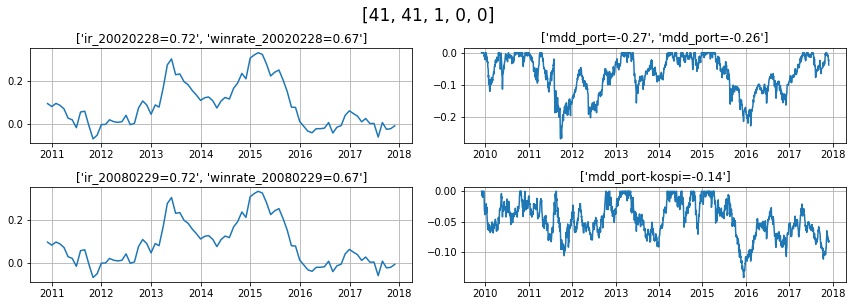 [41, 41, 1, 0, 0]
['ir_20020228=0.72', 'winrate_20020228=0.67']
0.2
0.0
2011 2012 2013 2014 2015 2016 2017 2018
['mdd_port=-0.27', 'mdd_port=-0.26']
0.0
−0.1
−0.2
2010 2011 2012 2013 2014 2015 2016 2017 2018
['ir_20080229=0.72', 'winrate_20080229=0.67']
0.2
0.0
2011 2012 2013 2014 2015 2016 2017 2018
['mdd_port-kospi=-0.14']
0.00
−0.05
−0.10
2010 2011 2012 2013 2014 2015 2016 2017 2018